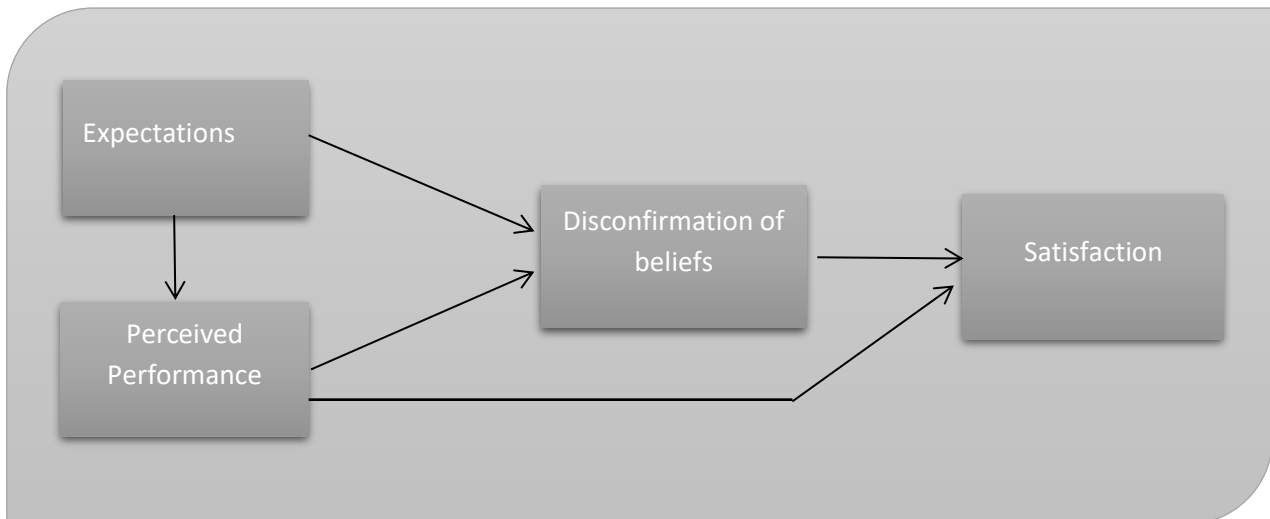 Expectations
Perceived
Performance
Disconfirmation of
beliefs
Satisfaction